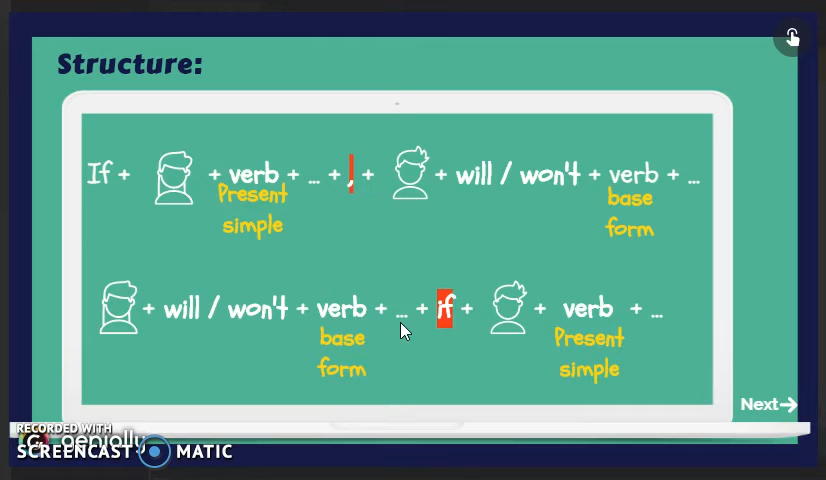 Structure:
If + + verb + ... + , + + will / won't + verb + ...
Present base
simple form
+ will / won't + verb + ... + if + + verb + ...
base Present
form simple
Next
RECORDED WITH
genially
SCREENCAST MATIC